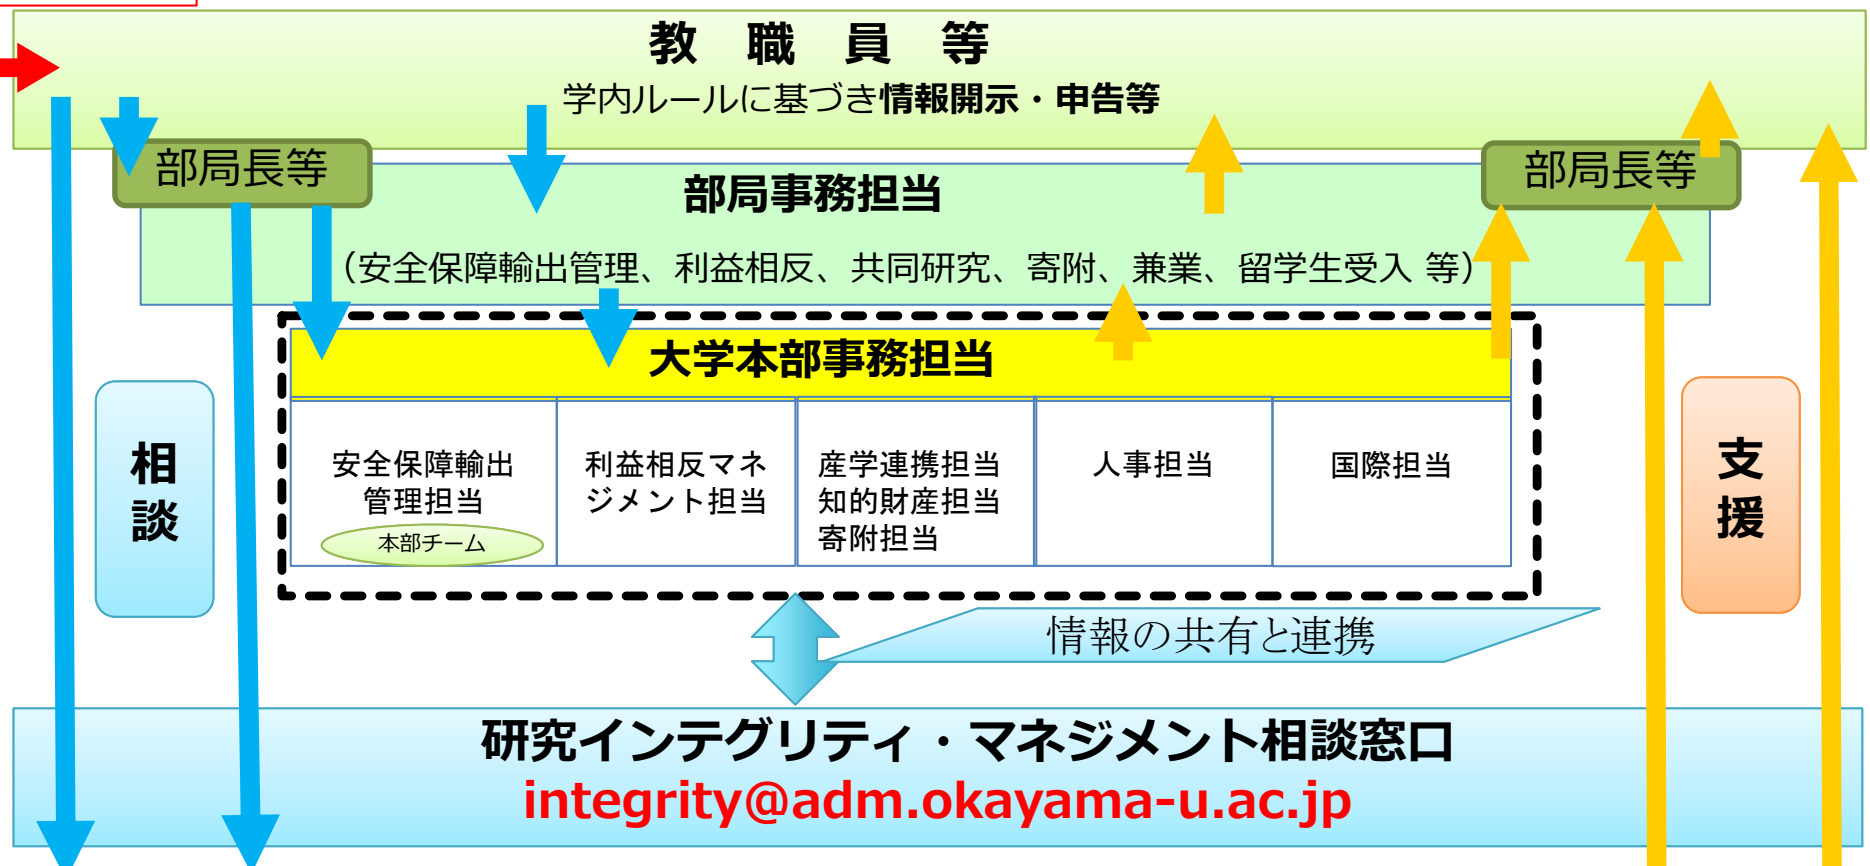 教 職 員 等
学内ルールに基づき情報開示・申告等
部局長等
部局長等
部局事務担当
（安全保障輸出管理、利益相反、共同研究、寄附、兼業、留学生受入 等）
大学本部事務担当
安全保障輸出
管理担当
本部チーム
利益相反マネ
ジメント担当
産学連携担当
知的財産担当
寄附担当
人事担当
国際担当
相
談
支
援
情報の共有と連携
研究インテグリティ・マネジメント相談窓口
integrity@adm.okayama-u.ac.jp